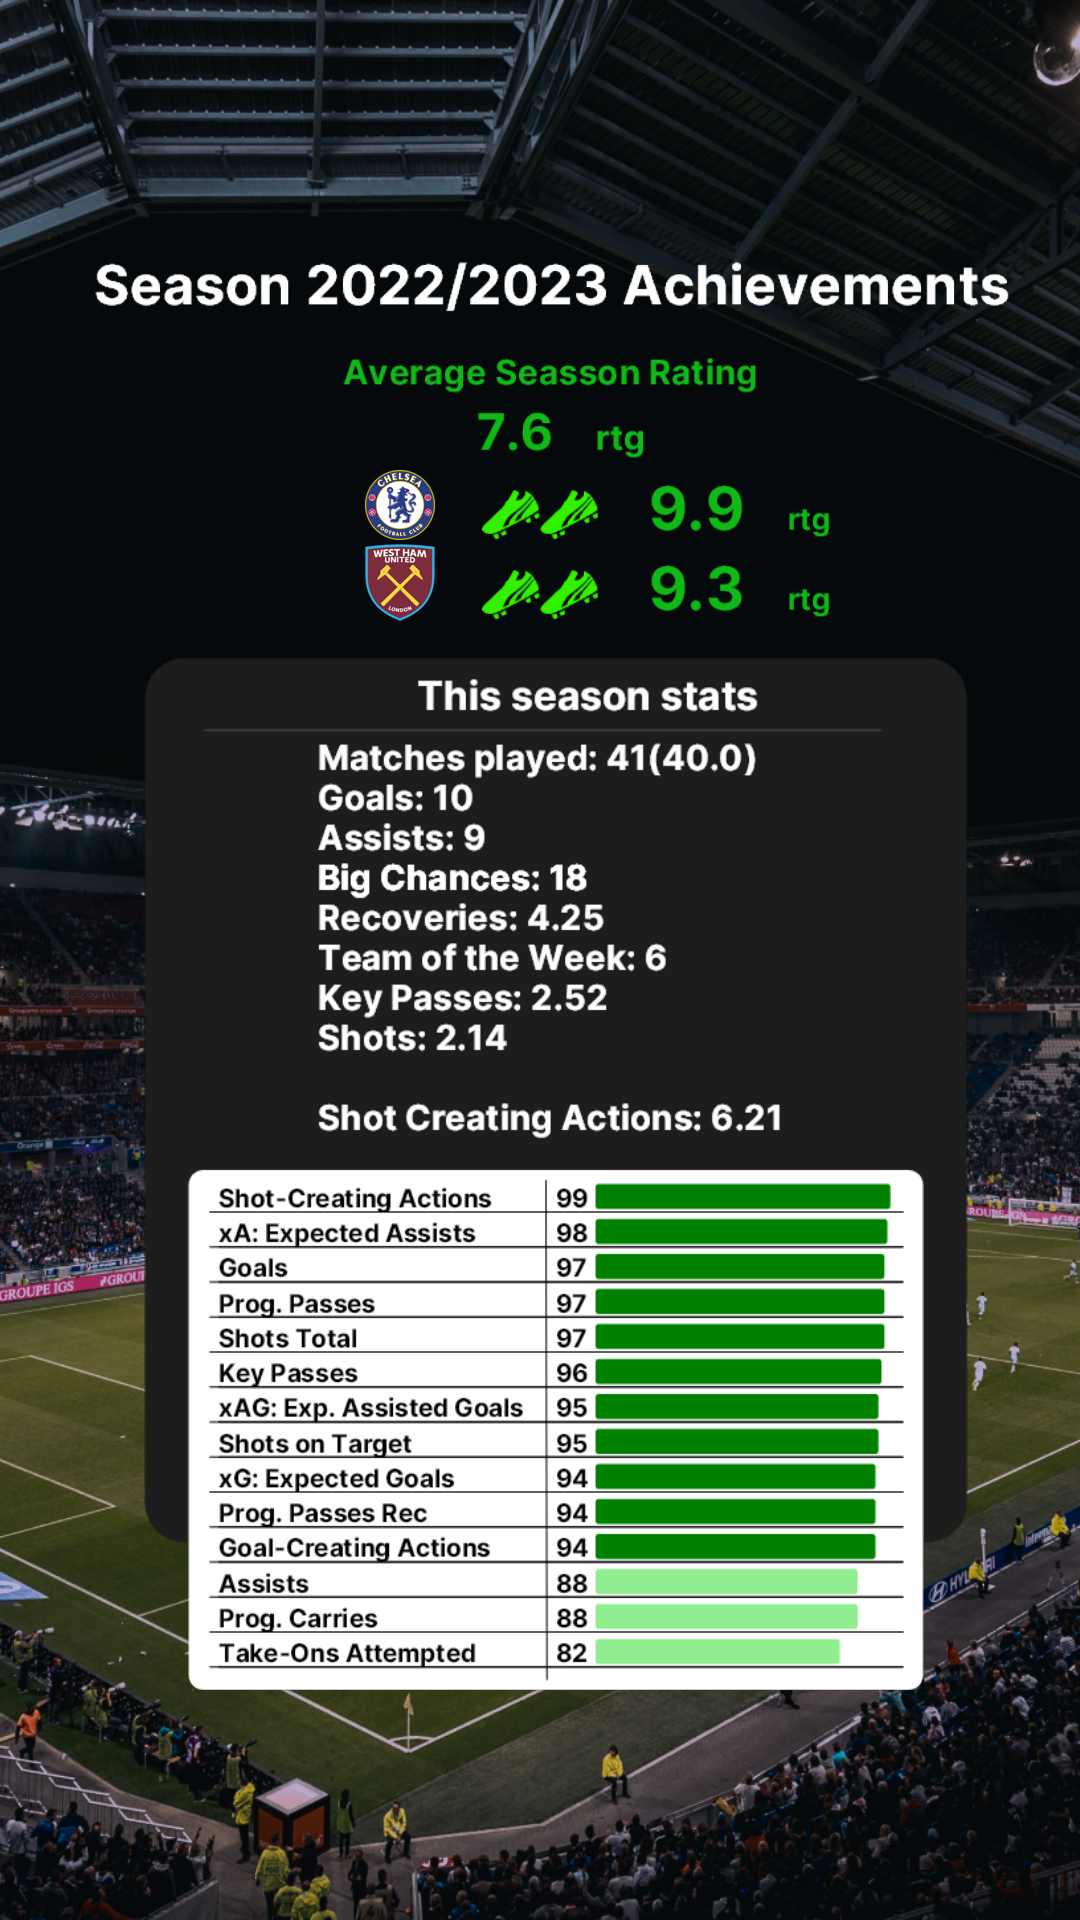 Season 2022/2023 Achievements
Average Seasson Rating
7.6 rtg
CHELSEA
FOOTBALL CLUB
9.9 rtg
WEST HAM
UNITED
LONDON
9.3 rtg
This season stats
Matches played: 41(40.0)
Goals: 10
Assists: 9
Big Chances: 18
Recoveries: 4.25
Team of the Week: 6
Key Passes: 2.52
Shots: 2.14
Shot Creating Actions: 6.21
Shot-Creating Actions 99
xA: Expected Assists 98
Goals 97
Prog. Passes 97
Shots Total 97
Key Passes 96
xAG: Exp. Assisted Goals 95
Shots on Target 95
xG: Expected Goals 94
Prog. Passes Rec 94
Goal-Creating Actions 94
Assists 88
Prog. Carries 88
Take-Ons Attempted 82
Groupama stadium
Orange
GROUPE IGS #GROU